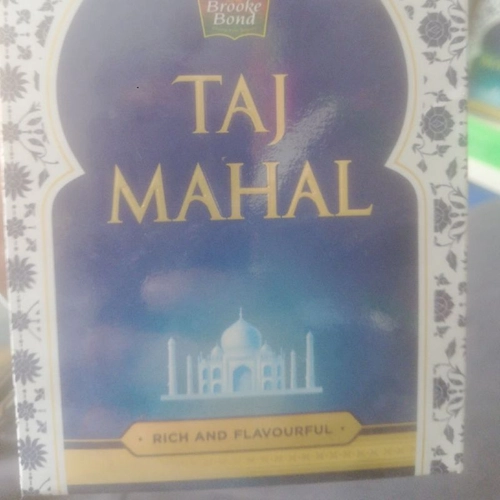 Brooke
Bond
TAJ
MAHAL
RICH AND FLAVOURFUL